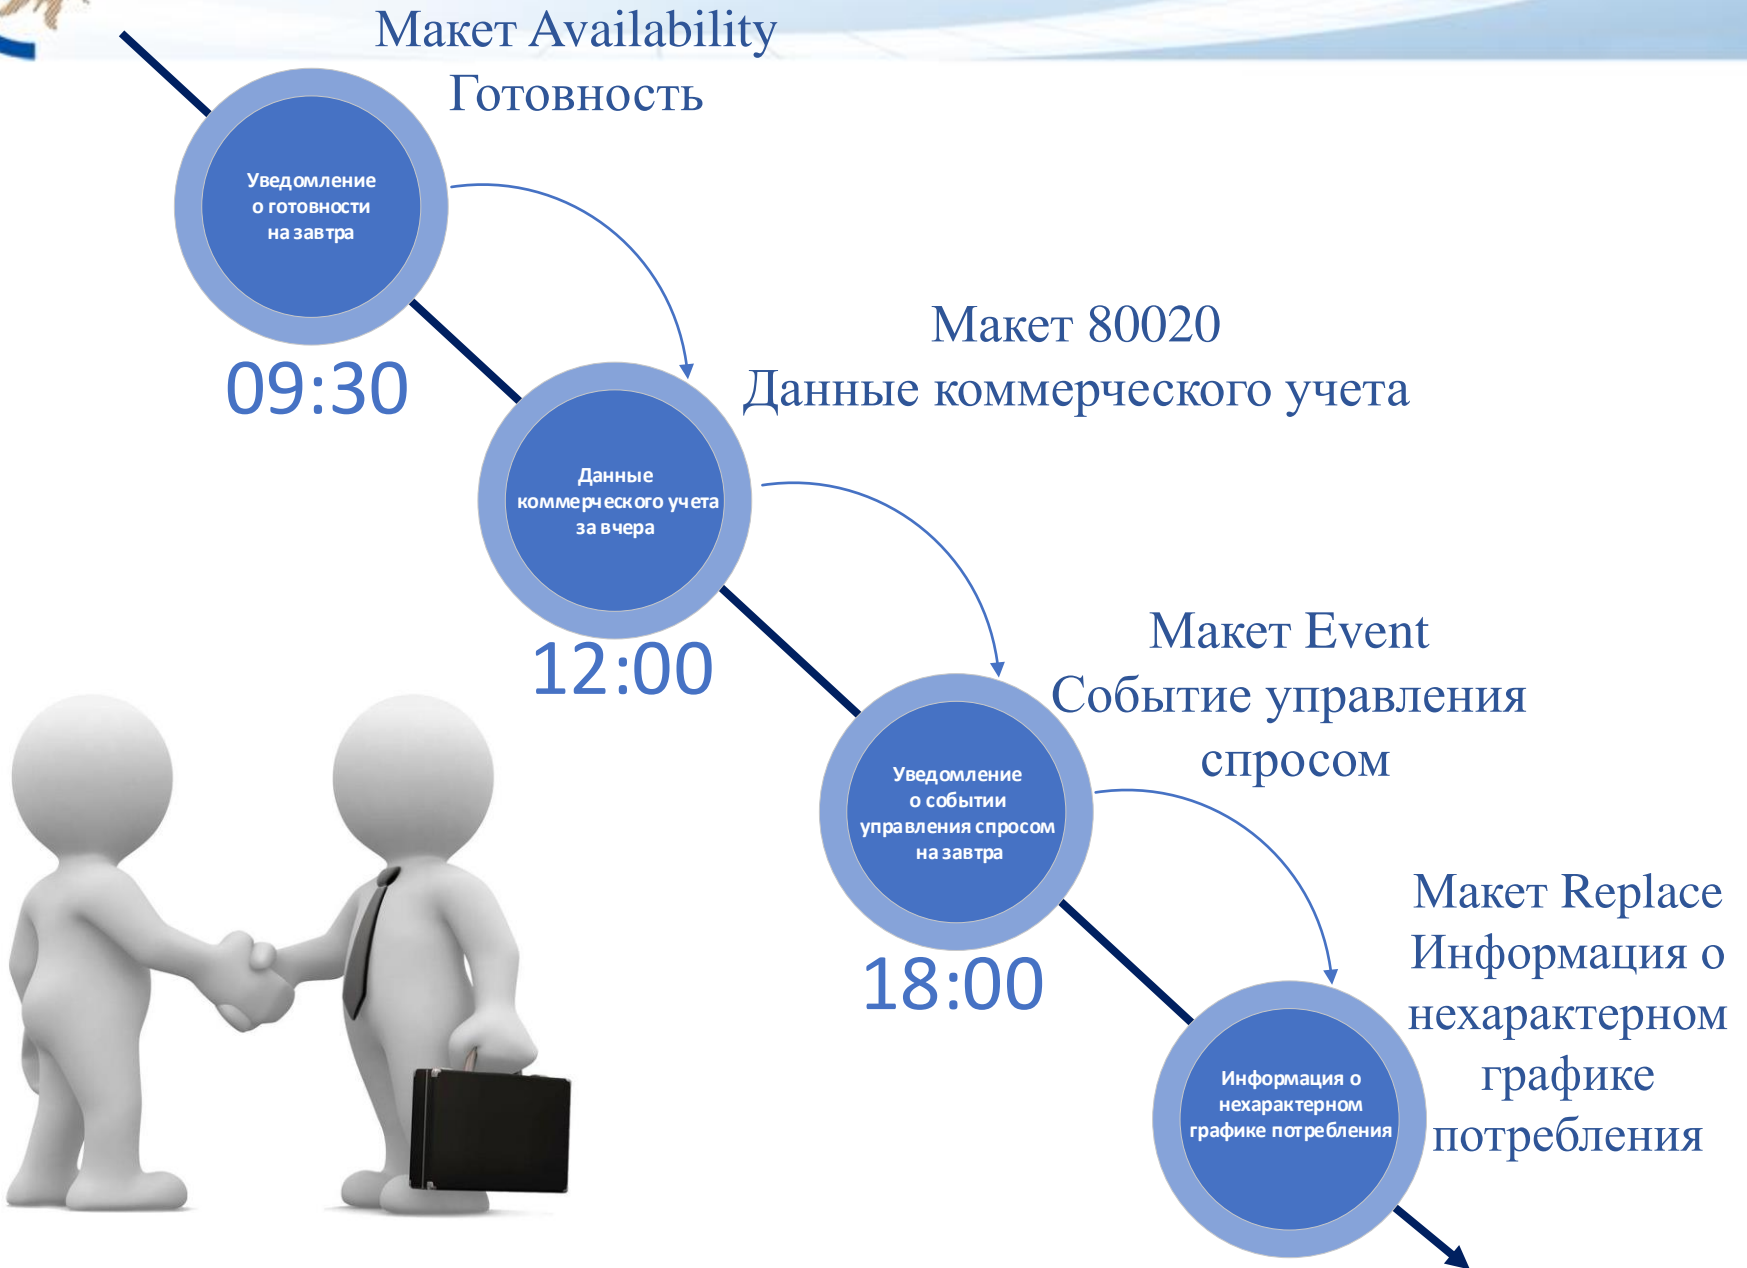 Макет Availability
Готовность
Уведомление
о готовности
на завтра
09:30
Макет 80020
Данные коммерческого учета
Данные
коммерческого учета
за вчера
12:00
Макет Event
Событие управления
спросом
Уведомление
о событии
управления спросом
на завтра
18:00
Макет Replace
Информация о
нехарактерном
графике
потребления
Информация о
нехарактерном
графике потребления